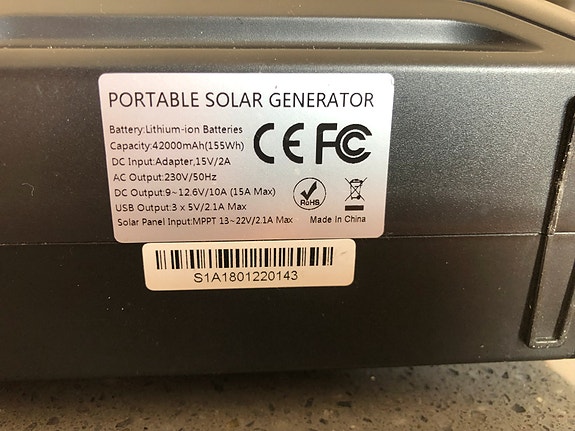 PORTABLE SOLAR GENERATOR
Battery:Lithium-ion Batteries
Capacity:42000mAh(155Wh)
DC Input:Adapter,15V/2A
AC Output:230V/50Hz
DC Output:9~12.6V/10A (15A Max)
USB Output:3 x 5V/2.1A Max
Solar Panel Input:MPPT 13~22V/2.1A Max
CE FC
RoHS
Made In China
S1A1801220143